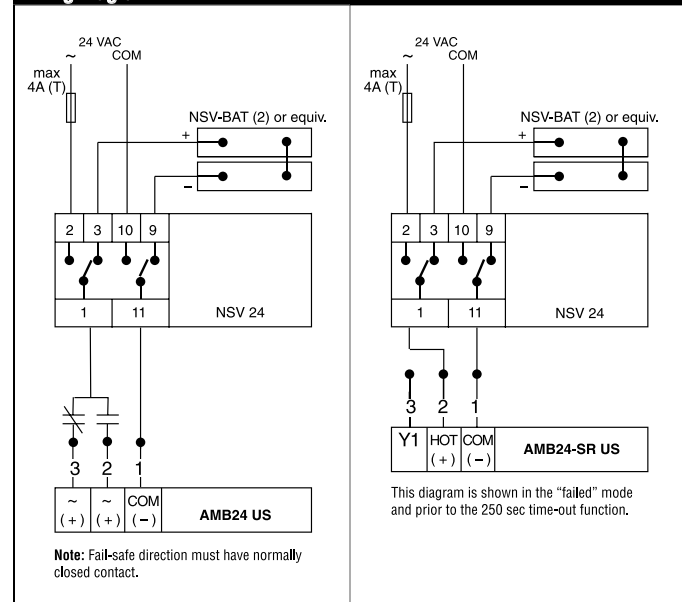 24 VAC
~ COM
max
4A (T)
NSV-BAT (2) or equiv.
+
–
2 3 10 9
1 11 NSV 24
3 2 1
~ ~ COM
(+) (+) (–)
AMB24 US
Note: Fail-safe direction must have normally
closed contact.
24 VAC
~ COM
max
4A (T)
NSV-BAT (2) or equiv.
+
–
2 3 10 9
1 11 NSV 24
3 2 1
Y1 HOT COM
(+) (–)
AMB24-SR US
This diagram is shown in the “failed” mode
and prior to the 250 sec time-out function.